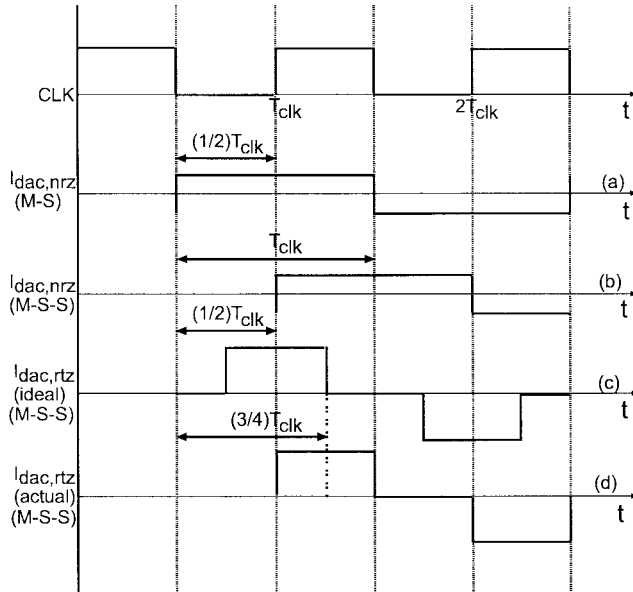 CLK
T_clk
2T_clk
t
(1/2)T_clk
I_dac,nrz
(M-S)
(a)
t
T_clk
I_dac,nrz
(M-S-S)
(b)
t
(1/2)T_clk
I_dac,rtz
(ideal)
(M-S-S)
(c)
t
(3/4)T_clk
I_dac,rtz
(actual)
(M-S-S)
(d)
t